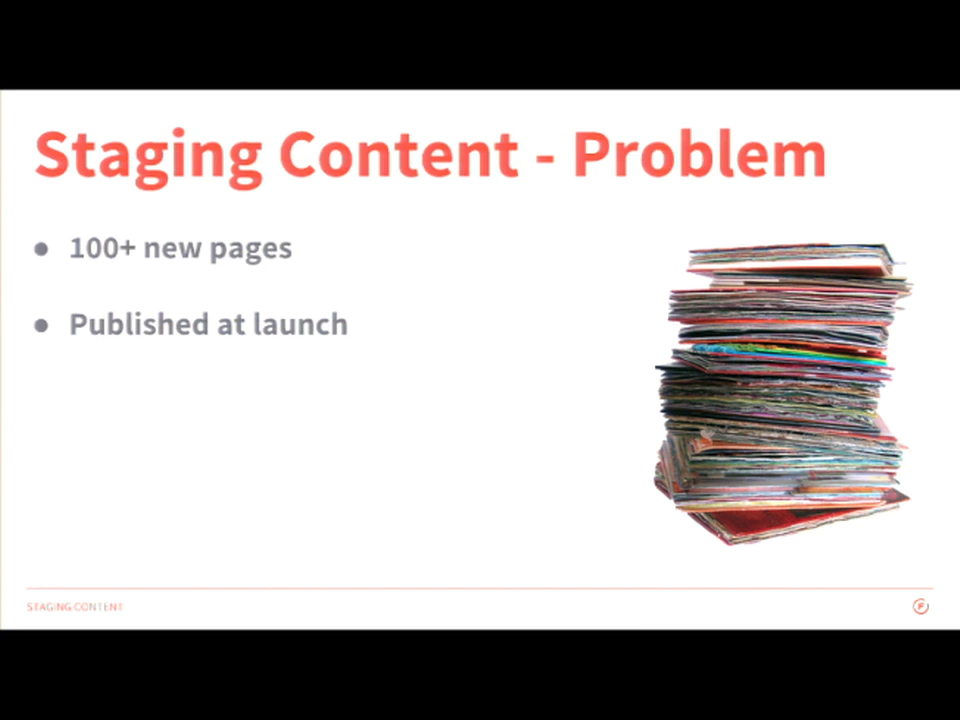 Staging Content - Problem
● 100+ new pages
● Published at launch
STAGING CONTENT
F